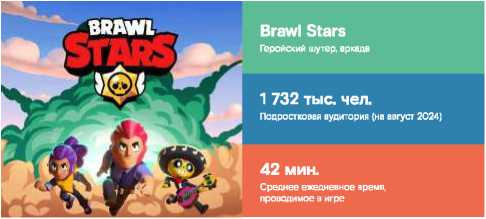 BRAWL
STARS
Brawl Stars
Геройский шутер, аркада
1 732 тыс. чел.
Подростковая аудитория (на август 2024)
42 мин.
Среднее ежедневное время,
проводимое в игре